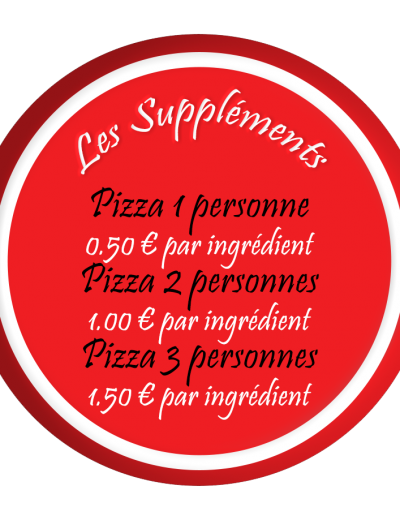 Les Suppléments
Pizza 1 personne
0.50 € par ingrédient
Pizza 2 personnes
1.00 € par ingrédient
Pizza 3 personnes
1.50 € par ingrédient